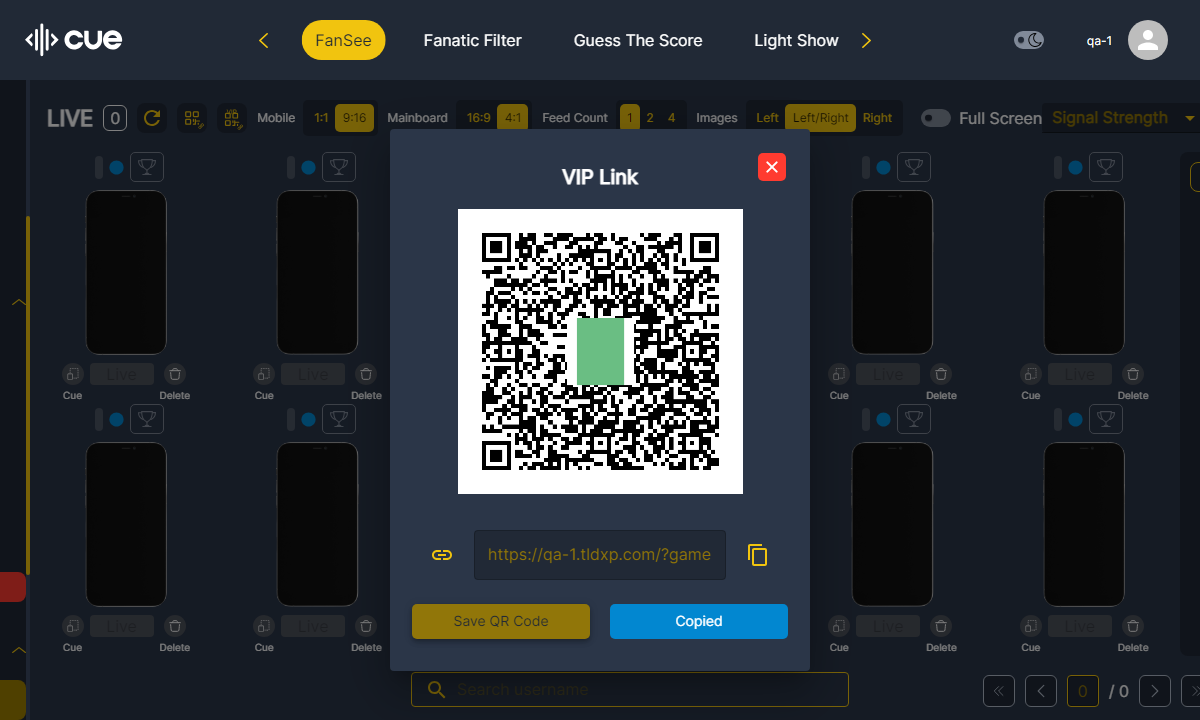 cue
FanSee
Fanatic Filter
Guess The Score
Light Show
qa-1
LIVE 0
Mobile 1:1 9:16
Mainboard 16:9 4:1
Feed Count 1 2 4
Images Left Left/Right Right
Full Screen
Signal Strength
VIP Link
Live Live Live Live
Cue Delete Cue Delete Cue Delete Cue Delete
https://qa-1.tldxp.com/?game
Save QR Code
Copied
Live Live Live Live
Cue Delete Cue Delete Cue Delete Cue Delete
Search username
0 / 0